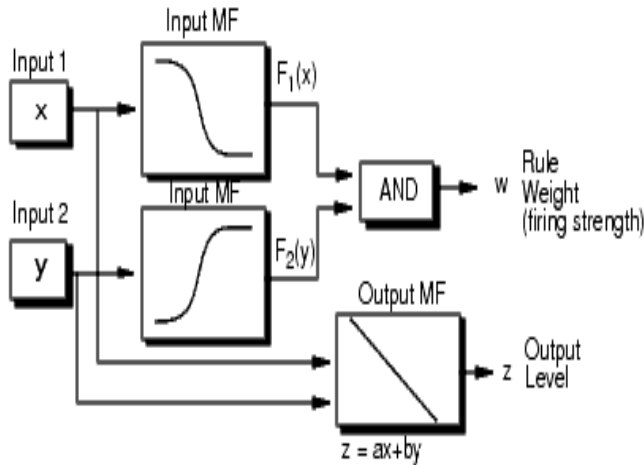 Input MF
Input 1
x
F₁(x)
Input MF
AND
w
Rule
Weight
(firing strength)
Input 2
y
F₂(y)
Output MF
z
Output
Level
z = ax+by